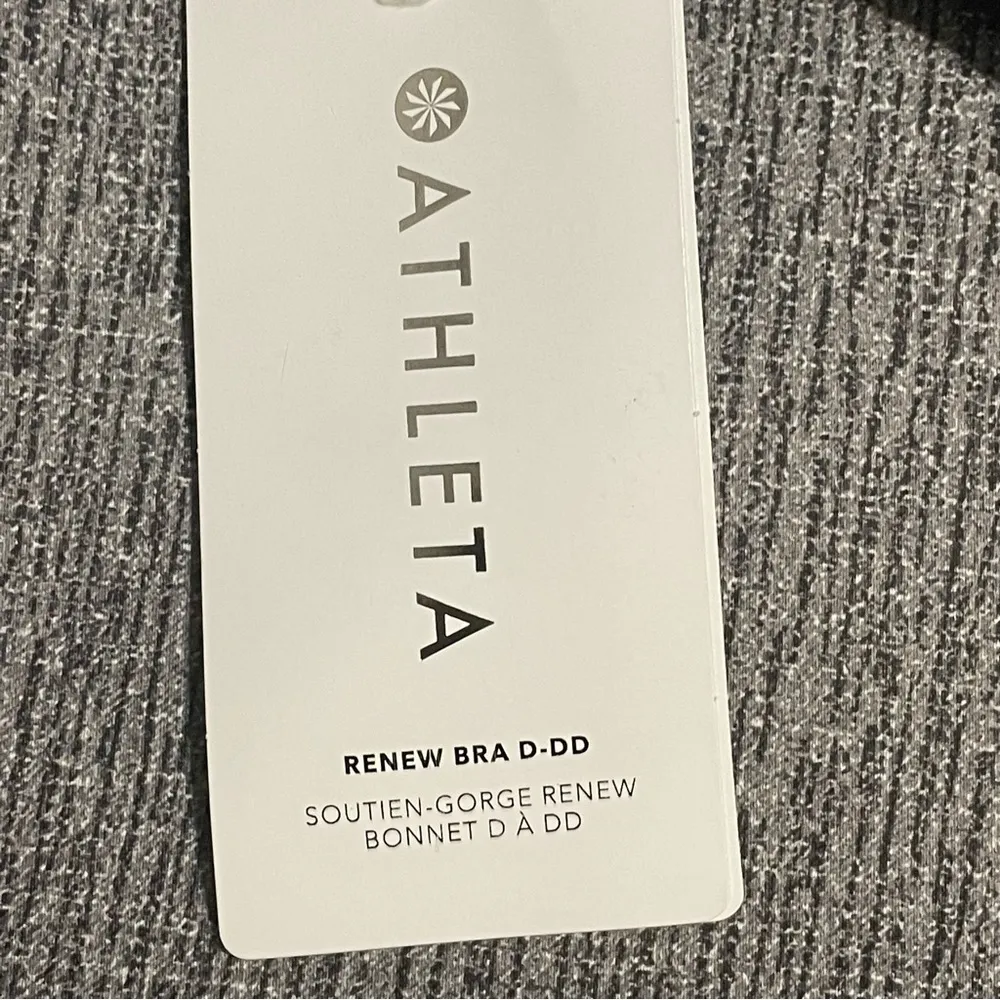 ATHLETA
RENEW BRA D-DD
SOUTIEN-GORGE RENEW
BONNET D À DD